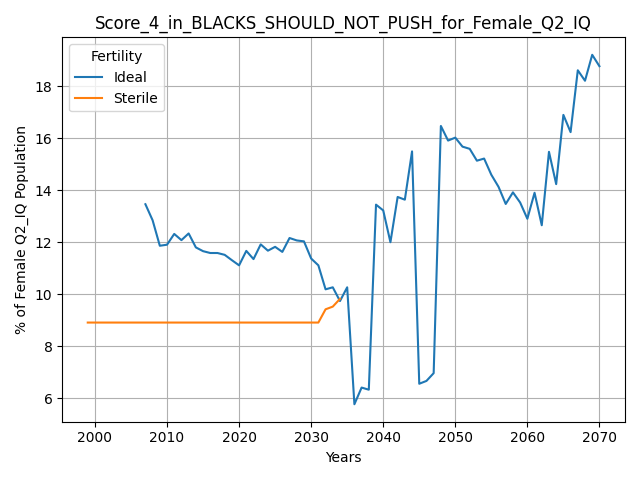 Score_4_in_BLACKS_SHOULD_NOT_PUSH_for_Female_Q2_IQ
Fertility
Ideal
Sterile
% of Female Q2_IQ Population
18
16
14
12
10
8
6
2000 2010 2020 2030 2040 2050 2060 2070
Years